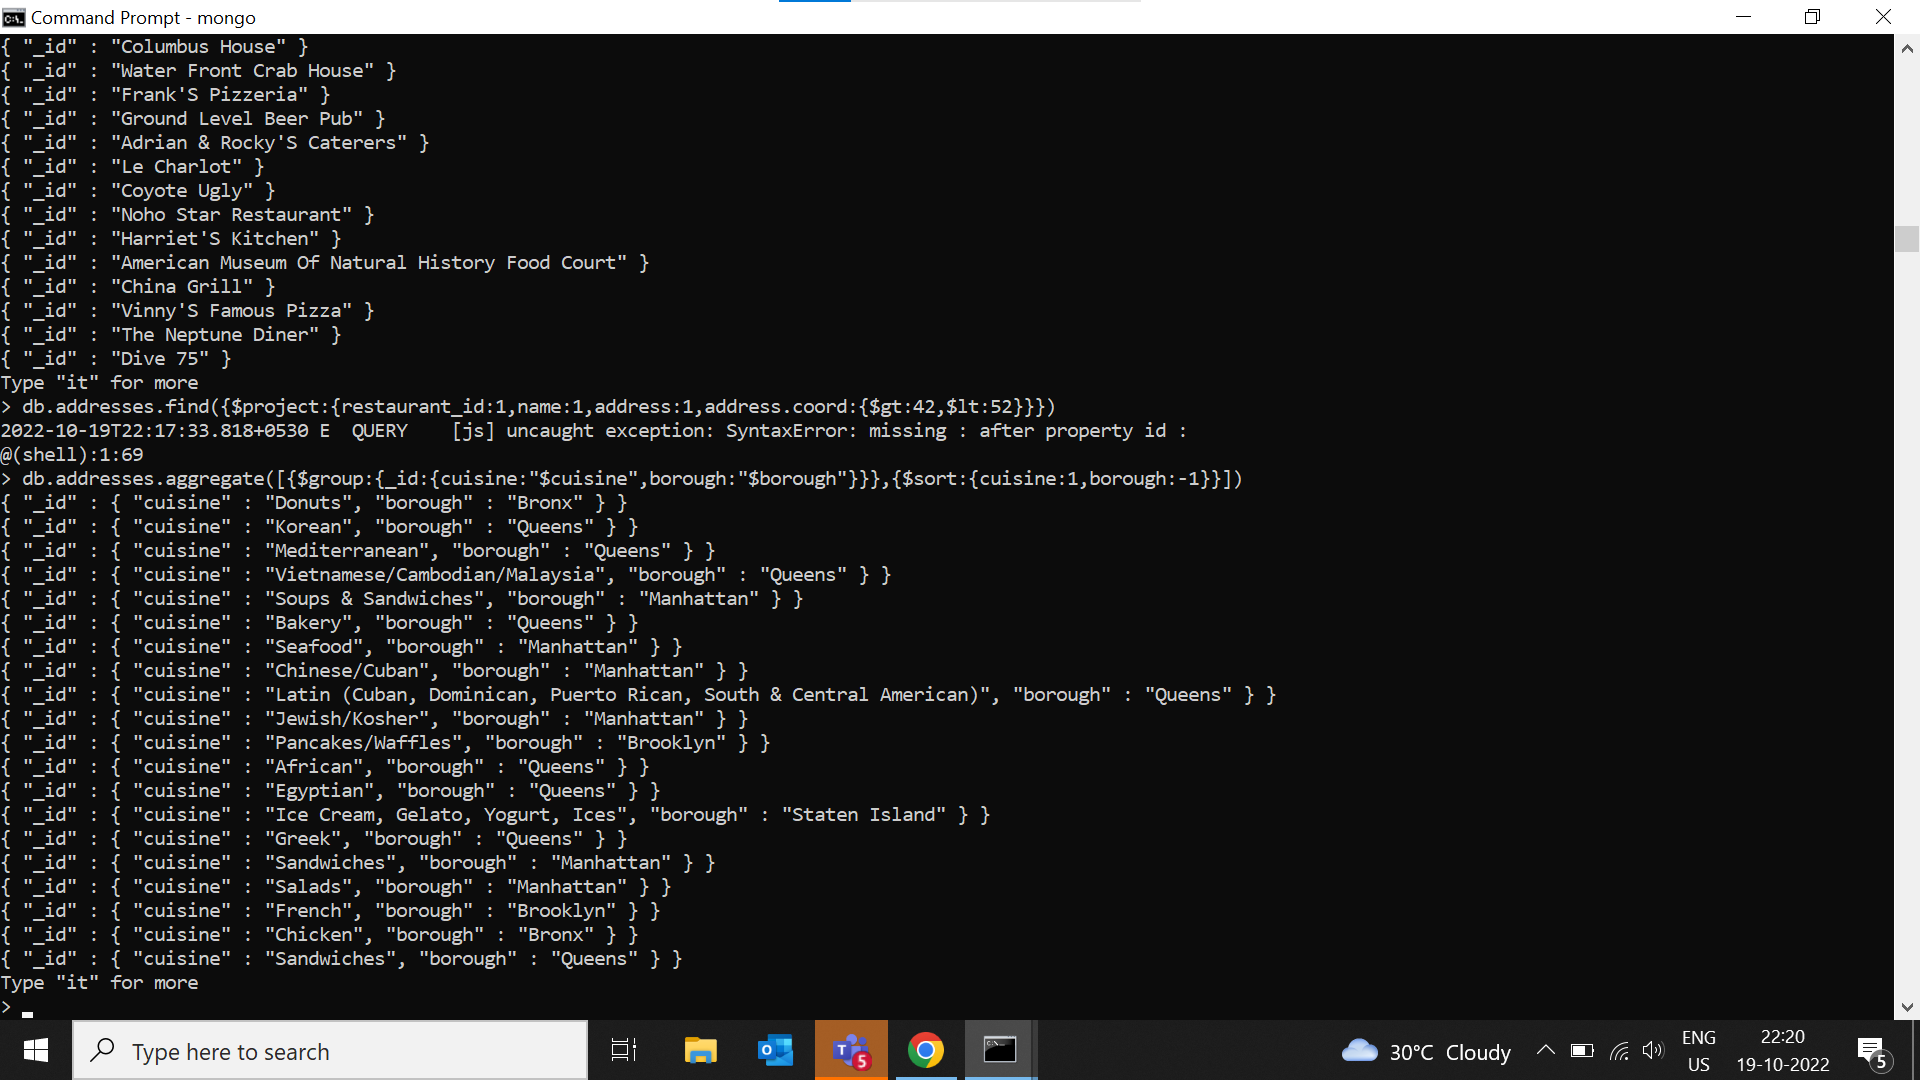 Command Prompt - mongo
{ "_id" : "Columbus House" }
{ "_id" : "Water Front Crab House" }
{ "_id" : "Frank'S Pizzeria" }
{ "_id" : "Ground Level Beer Pub" }
{ "_id" : "Adrian & Rocky'S Caterers" }
{ "_id" : "Le Charlot" }
{ "_id" : "Coyote Ugly" }
{ "_id" : "Noho Star Restaurant" }
{ "_id" : "Harriet'S Kitchen" }
{ "_id" : "American Museum Of Natural History Food Court" }
{ "_id" : "China Grill" }
{ "_id" : "Vinny'S Famous Pizza" }
{ "_id" : "The Neptune Diner" }
{ "_id" : "Dive 75" }
Type "it" for more
> db.addresses.find({$project:{restaurant_id:1,name:1,address:1,address.coord:{$gt:42,$lt:52}}})
2022-10-19T22:17:33.818+0530 E  QUERY    [js] uncaught exception: SyntaxError: missing : after property id :
@(shell):1:69
> db.addresses.aggregate([{$group:{_id:{cuisine:"$cuisine",borough:"$borough"}}},{$sort:{cuisine:1,borough:-1}}])
{ "_id" : { "cuisine" : "Donuts", "borough" : "Bronx" } }
{ "_id" : { "cuisine" : "Korean", "borough" : "Queens" } }
{ "_id" : { "cuisine" : "Mediterranean", "borough" : "Queens" } }
{ "_id" : { "cuisine" : "Vietnamese/Cambodian/Malaysia", "borough" : "Queens" } }
{ "_id" : { "cuisine" : "Soups & Sandwiches", "borough" : "Manhattan" } }
{ "_id" : { "cuisine" : "Bakery", "borough" : "Queens" } }
{ "_id" : { "cuisine" : "Seafood", "borough" : "Manhattan" } }
{ "_id" : { "cuisine" : "Chinese/Cuban", "borough" : "Manhattan" } }
{ "_id" : { "cuisine" : "Latin (Cuban, Dominican, Puerto Rican, South & Central American)", "borough" : "Queens" } }
{ "_id" : { "cuisine" : "Jewish/Kosher", "borough" : "Manhattan" } }
{ "_id" : { "cuisine" : "Pancakes/Waffles", "borough" : "Brooklyn" } }
{ "_id" : { "cuisine" : "African", "borough" : "Queens" } }
{ "_id" : { "cuisine" : "Egyptian", "borough" : "Queens" } }
{ "_id" : { "cuisine" : "Ice Cream, Gelato, Yogurt, Ices", "borough" : "Staten Island" } }
{ "_id" : { "cuisine" : "Greek", "borough" : "Queens" } }
{ "_id" : { "cuisine" : "Sandwiches", "borough" : "Manhattan" } }
{ "_id" : { "cuisine" : "Salads", "borough" : "Manhattan" } }
{ "_id" : { "cuisine" : "French", "borough" : "Brooklyn" } }
{ "_id" : { "cuisine" : "Chicken", "borough" : "Bronx" } }
{ "_id" : { "cuisine" : "Sandwiches", "borough" : "Queens" } }
Type "it" for more
>
Type here to search
T 5
30°C Cloudy
ENG
US
22:20
19-10-2022
5